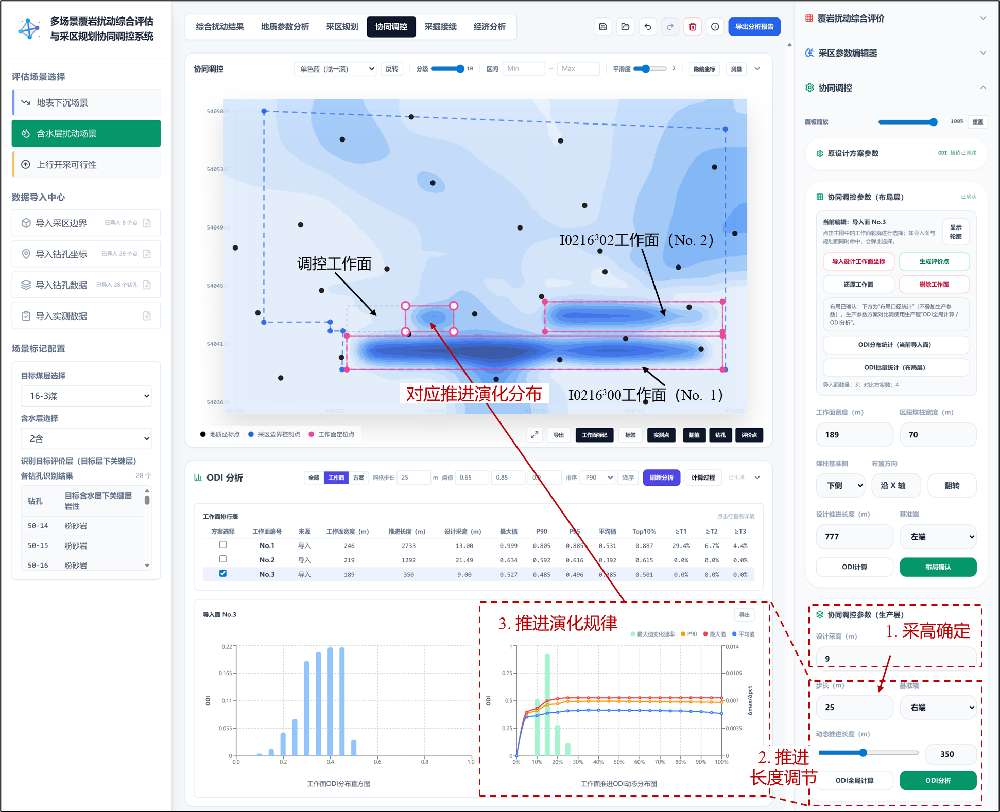 多场景覆岩扰动综合评估
与采区规划协同调控系统
评估场景选择
地表下沉场景
含水层扰动场景
上行开采可行性
数据导入中心
导入采区边界 已导入 8 个点
导入钻孔坐标 已导入 28 个点
导入钻孔数据 已导入 28 个钻孔
导入实测数据
场景标记配置
目标煤层选择
16-3煤
含水层选择
2含
识别目标评价层（目标层下关键层）
各钻孔识别结果 28 个
钻孔 目标含水层下关键层岩性
50-14 粉砂岩
50-15 粉砂岩
50-16 粉砂岩
综合扰动结果 地质参数分析 采区规划 协同调控 采掘接续 经济分析
导出分析报告
协同调控 单色蓝（浅→深） 反转 分级 10 区间 Min ~ Max 平滑度 2 隐藏坐标 测量
5405809
5405385
5404961
5404537
5404114
5403690
495395 496122 496848 497575 498301 499028
调控工作面
I0216³02工作面（No. 2）
I0216³00工作面（No. 1）
对应推进演化分布
地质坐标点 采区边界控制点 工作面定位点
导出 工作面标记 标签 实测点 插值 钻孔 评价点
ODI 分析 全部 工作面 方案 网格步长 25 m 阈值 0.65 0.85 0.9 排序 P90 降序 刷新分析 计算过程 已生成
工作面排行表 点击行查看详情
方案选择 工作面编号 来源 工作面宽度（m） 推进长度（m） 设计采高（m） 最大值 P90 P95 平均值 Top10% ≥T1 ≥T2 ≥T3
No.1 导入 246 2733 13.00 0.999 0.805 0.885 0.531 0.887 29.4% 6.7% 4.4%
No.2 导入 219 1292 21.49 0.634 0.592 0.616 0.392 0.615 0.0% 0.0% 0.0%
No.3 导入 189 350 9.00 0.527 0.485 0.496 0.385 0.501 0.0% 0.0% 0.0%
导入面 No.3
0.22
0.165
0.11
0.055
0
ODI
0.0 0.2 0.4 0.6 0.8 1.0
工作面ODI分布直方图
3. 推进演化规律
导出
最大值变化速率 P90 最大值 平均值
1
0.75
0.5
0.25
0
ODI
0.014
0.0105
0.007
0.0035
0
Δmax/Δpct
0% 10% 20% 30% 40% 50% 60% 70% 80% 90% 100%
工作面推进ODI动态分布图
覆岩扰动综合评价
采区参数编辑器
协同调控
面板缩放 100% 重置
原设计方案参数 ODI 插值已就绪
协同调控参数（布局层） 已确认
当前编辑：导入面 No.3
点击主图中的工作面轮廓进行选择；如导入面与
规划面同时命中，会弹出选择。
显示
轮廓
导入设计工作面坐标 生成评价点
还原工作面 删除工作面
布局已确认：下方为“布局口径统计”（不叠加生产参
数）。生产参数方案对比请使用生产层“ODI全局计算 /
ODI分析”。
ODI分布统计（当前导入面）
ODI批量统计（布局层）
导入面数量：3；对比方案数：4
工作面宽度（m） 区段煤柱宽度（m）
189 70
煤柱基准侧 布置方向
下侧 沿 X 轴 翻转
设计推进长度（m） 基准端
777 左端
ODI计算 布局确认
协同调控参数（生产层）
1. 采高确定
设计采高（m）
9
步长（m） 基准端
25 右端
动态推进长度（m）
350
2. 推进
长度调节
ODI全局计算 ODI分析